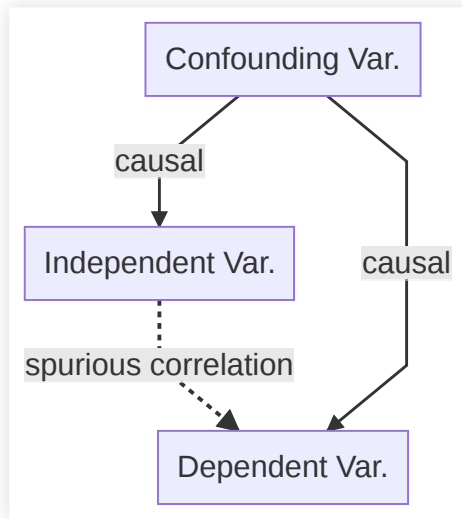 Confounding Var.
causal
Independent Var.
causal
spurious correlation
Dependent Var.